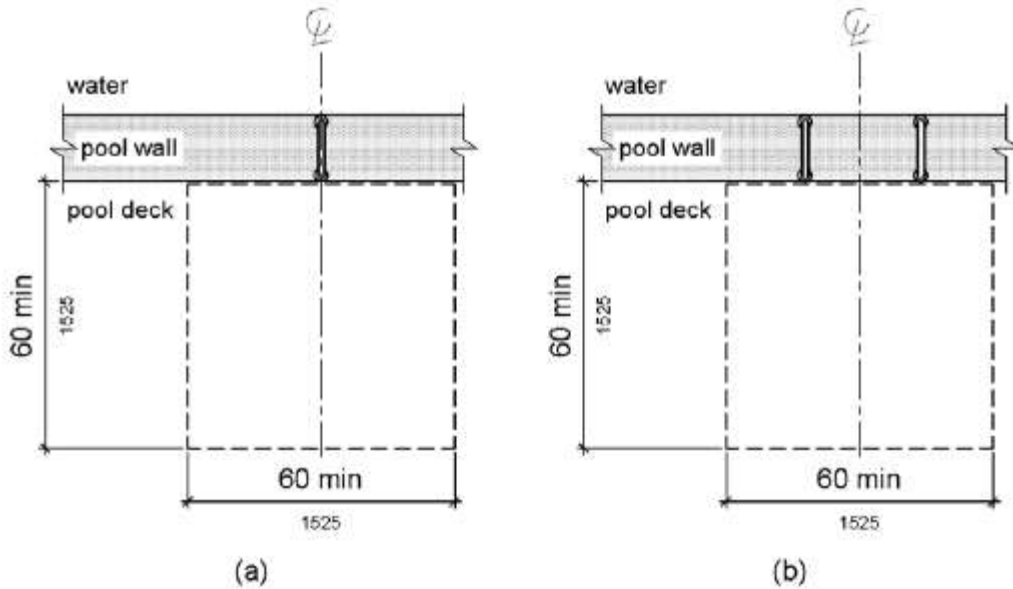 ℄
water
pool wall
pool deck
60 min
1525
60 min
1525
(a)
℄
water
pool wall
pool deck
60 min
1525
60 min
1525
(b)